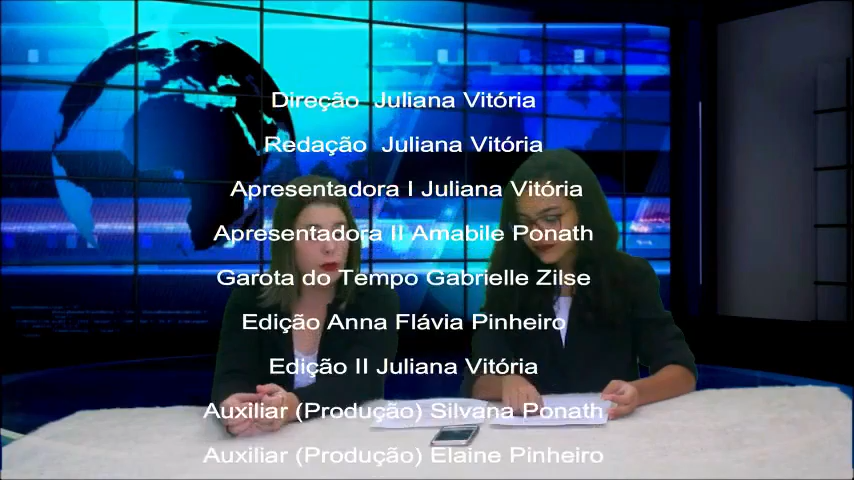 Direção  Juliana Vitória
Redação  Juliana Vitória
Apresentadora I Juliana Vitória
Apresentadora II Amabile Ponath
Garota do Tempo Gabrielle Zilse
Edição Anna Flávia Pinheiro
Edição II Juliana Vitória
Auxiliar (Produção) Silvana Ponath
Auxiliar (Produção) Elaine Pinheiro